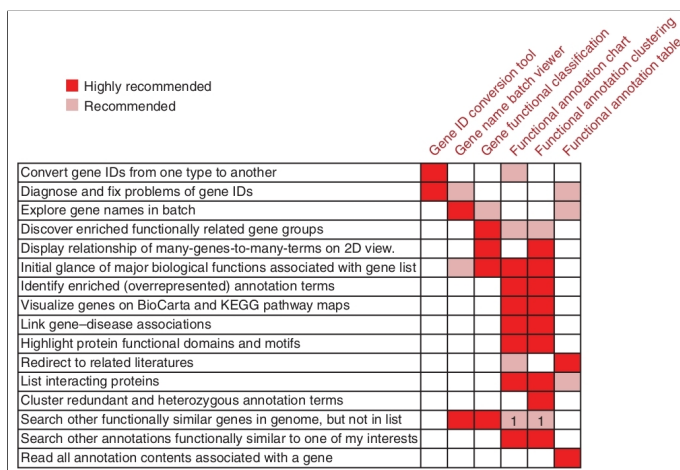 Highly recommended
Recommended
Gene ID conversion tool
Gene name batch viewer
Gene functional classification
Functional annotation chart
Functional annotation clustering
Functional annotation table
Convert gene IDs from one type to another
Diagnose and fix problems of gene IDs
Explore gene names in batch
Discover enriched functionally related gene groups
Display relationship of many-genes-to-many-terms on 2D view.
Initial glance of major biological functions associated with gene list
Identify enriched (overrepresented) annotation terms
Visualize genes on BioCarta and KEGG pathway maps
Link gene–disease associations
Highlight protein functional domains and motifs
Redirect to related literatures
List interacting proteins
Cluster redundant and heterozygous annotation terms
Search other functionally similar genes in genome, but not in list 1 1
Search other annotations functionally similar to one of my interests
Read all annotation contents associated with a gene